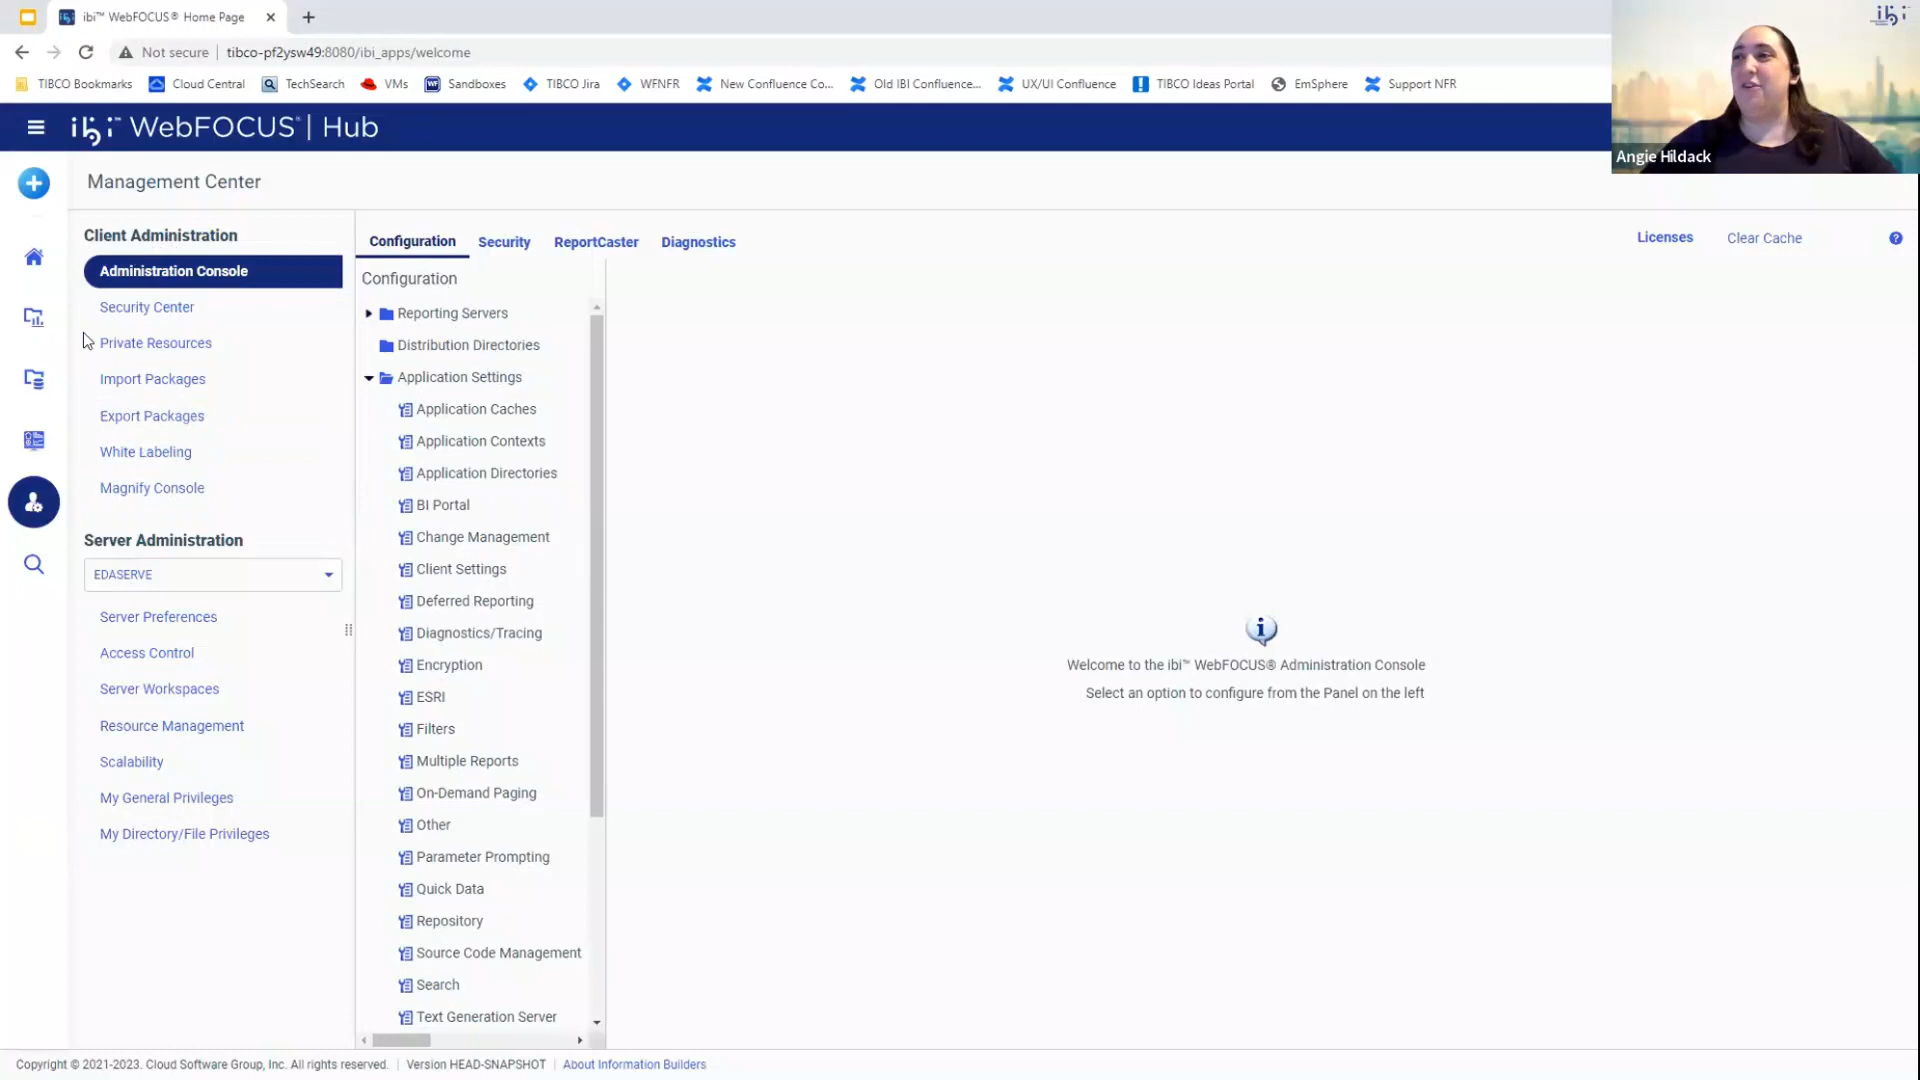 ibi™ WebFOCUS® Home Page
Not secure
tibco-pf2ysw49:8080/ibi_apps/welcome
TIBCO Bookmarks
Cloud Central
TechSearch
VMs
Sandboxes
TIBCO Jira
WFNFR
New Confluence Co...
Old IBI Confluence...
UX/UI Confluence
TIBCO Ideas Portal
EmSphere
Support NFR
ibi
ibi™ WebFOCUS® | Hub
Angie Hildack
Management Center
Client Administration
Administration Console
Security Center
Private Resources
Import Packages
Export Packages
White Labeling
Magnify Console
Server Administration
EDASERVE
Server Preferences
Access Control
Server Workspaces
Resource Management
Scalability
My General Privileges
My Directory/File Privileges
Configuration
Security
ReportCaster
Diagnostics
Licenses
Clear Cache
?
Configuration
Reporting Servers
Distribution Directories
Application Settings
Application Caches
Application Contexts
Application Directories
BI Portal
Change Management
Client Settings
Deferred Reporting
Diagnostics/Tracing
Encryption
ESRI
Filters
Multiple Reports
On-Demand Paging
Other
Parameter Prompting
Quick Data
Repository
Source Code Management
Search
Text Generation Server
Welcome to the ibi™ WebFOCUS® Administration Console
Select an option to configure from the Panel on the left
Copyright © 2021-2023. Cloud Software Group, Inc. All rights reserved. | Version HEAD-SNAPSHOT | About Information Builders